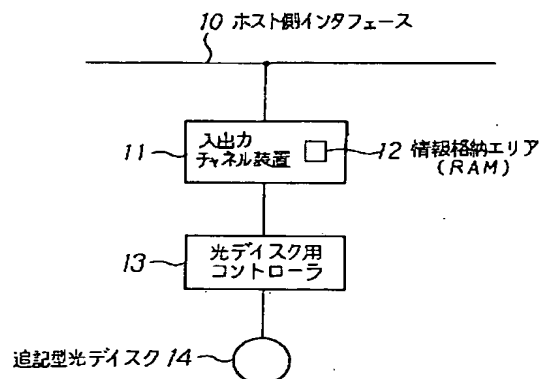 10 ホスト側インタフェース
11
入出力
チャネル装置
12 情報格納エリア
(RAM)
13
光ディスク用
コントローラ
追記型光ディスク 14